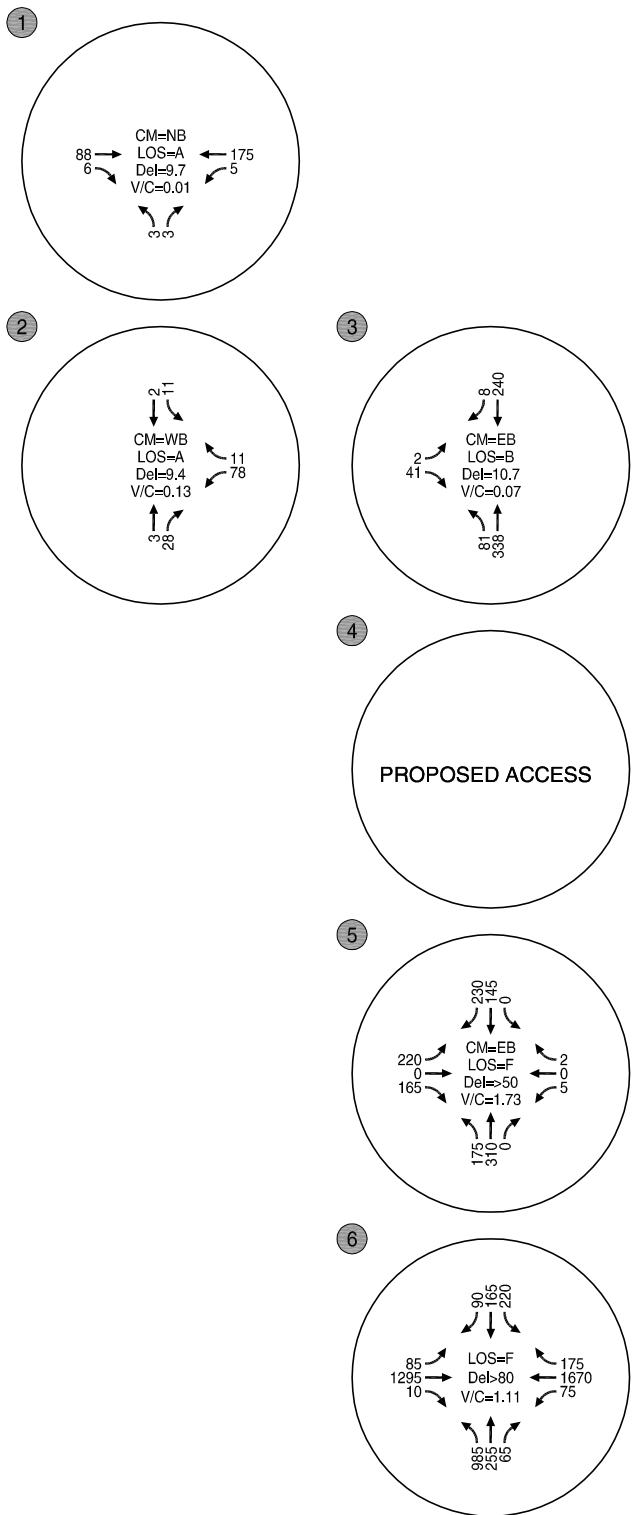 1
CM=NB
88 LOS=A 175
6 Del=9.7 5
V/C=0.01
3 3
2
2 11
CM=WB
LOS=A 11
Del=9.4 78
V/C=0.13
3 28
3
8 240
CM=EB
2 LOS=B
41 Del=10.7
V/C=0.07
81 338
4
PROPOSED ACCESS
5
230 145 0
CM=EB
220 LOS=F 2
0 Del=>50 0
165 V/C=1.73 5
175 310 0
6
90 165 220
85 LOS=F 175
1295 Del>80 1670
10 V/C=1.11 75
985 255 65